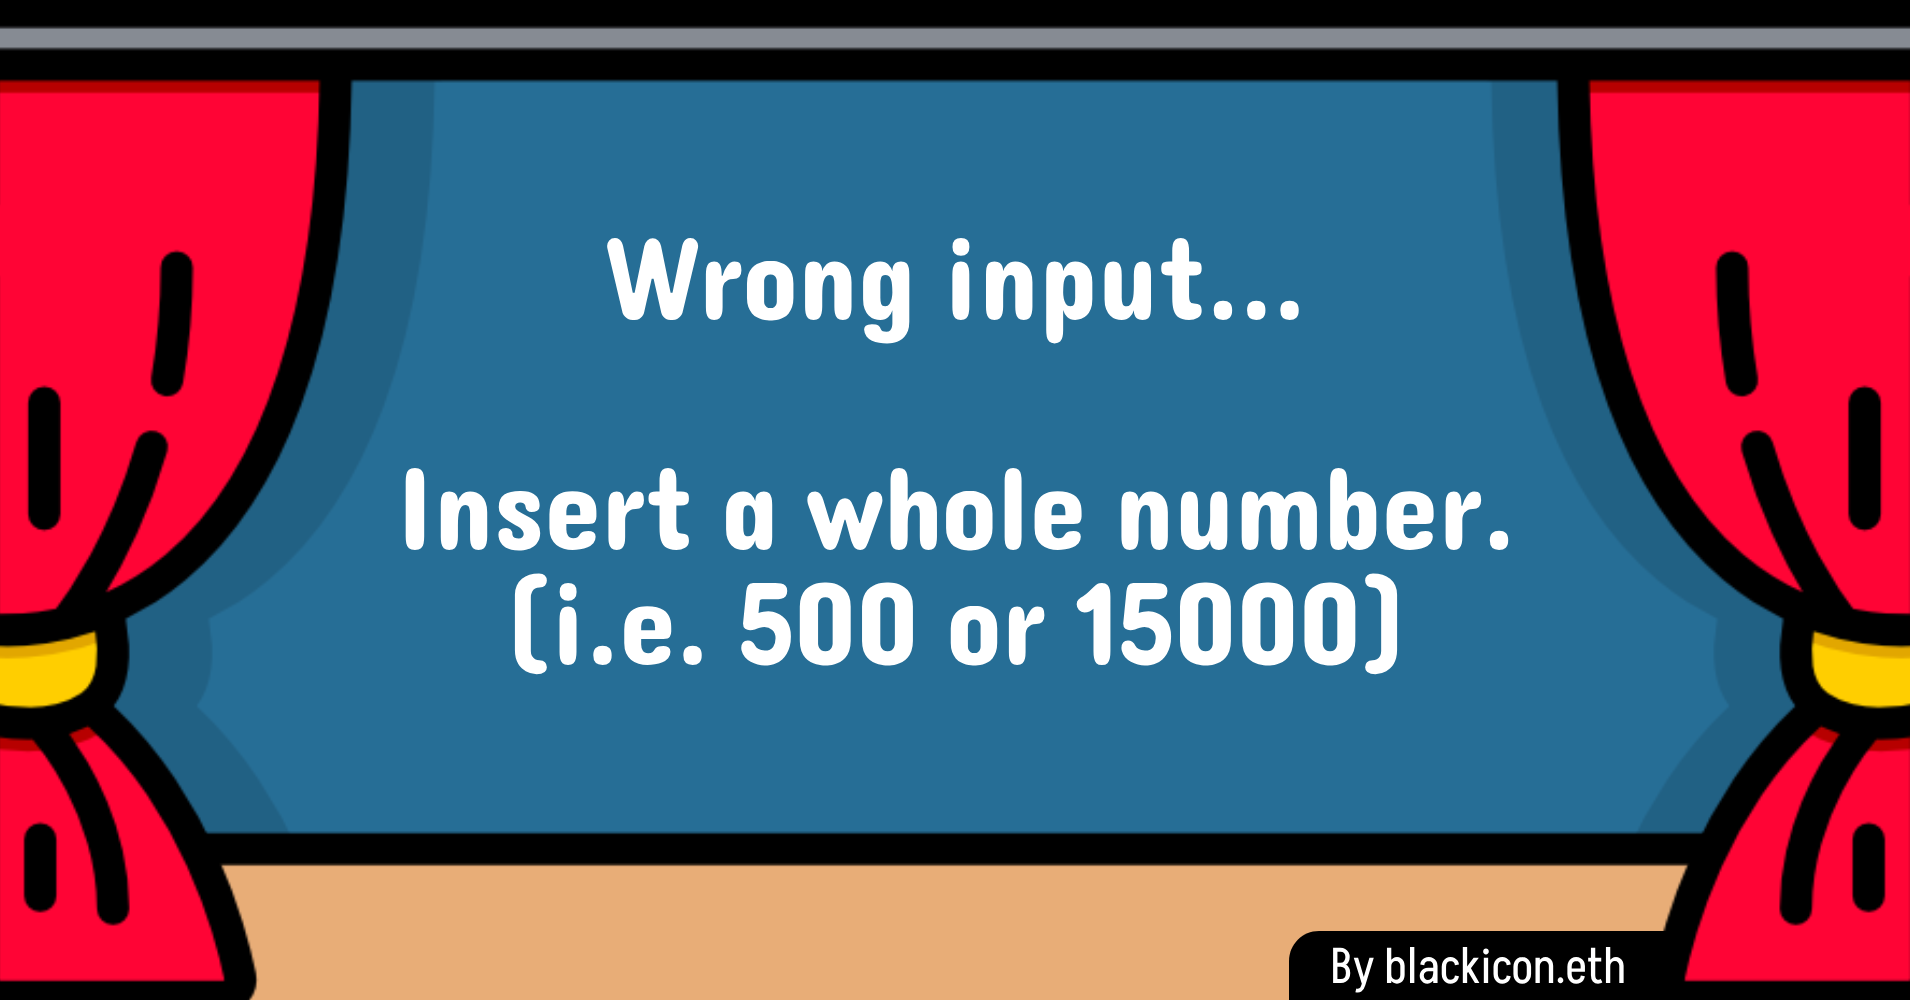 Wrong input...
Insert a whole number.
(i.e. 500 or 15000)
By blackicon.eth